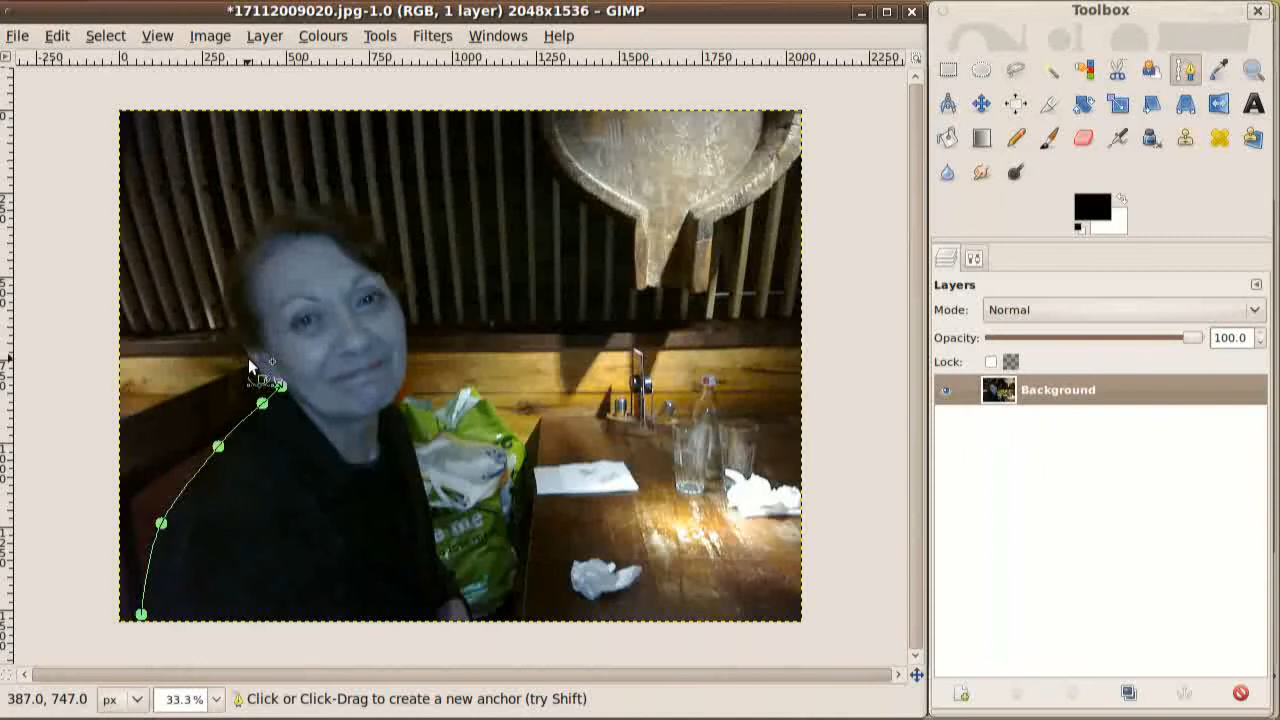 *17112009020.jpg-1.0 (RGB, 1 layer) 2048x1536 – GIMP
Toolbox
File Edit Select View Image Layer Colours Tools Filters Windows Help
-250 0 250 500 750 1000 1250 1500 1750 2000 2250
Layers
Mode: Normal
Opacity: 100.0
Lock:
Background
387.0, 747.0 px 33.3% Click or Click-Drag to create a new anchor (try Shift)